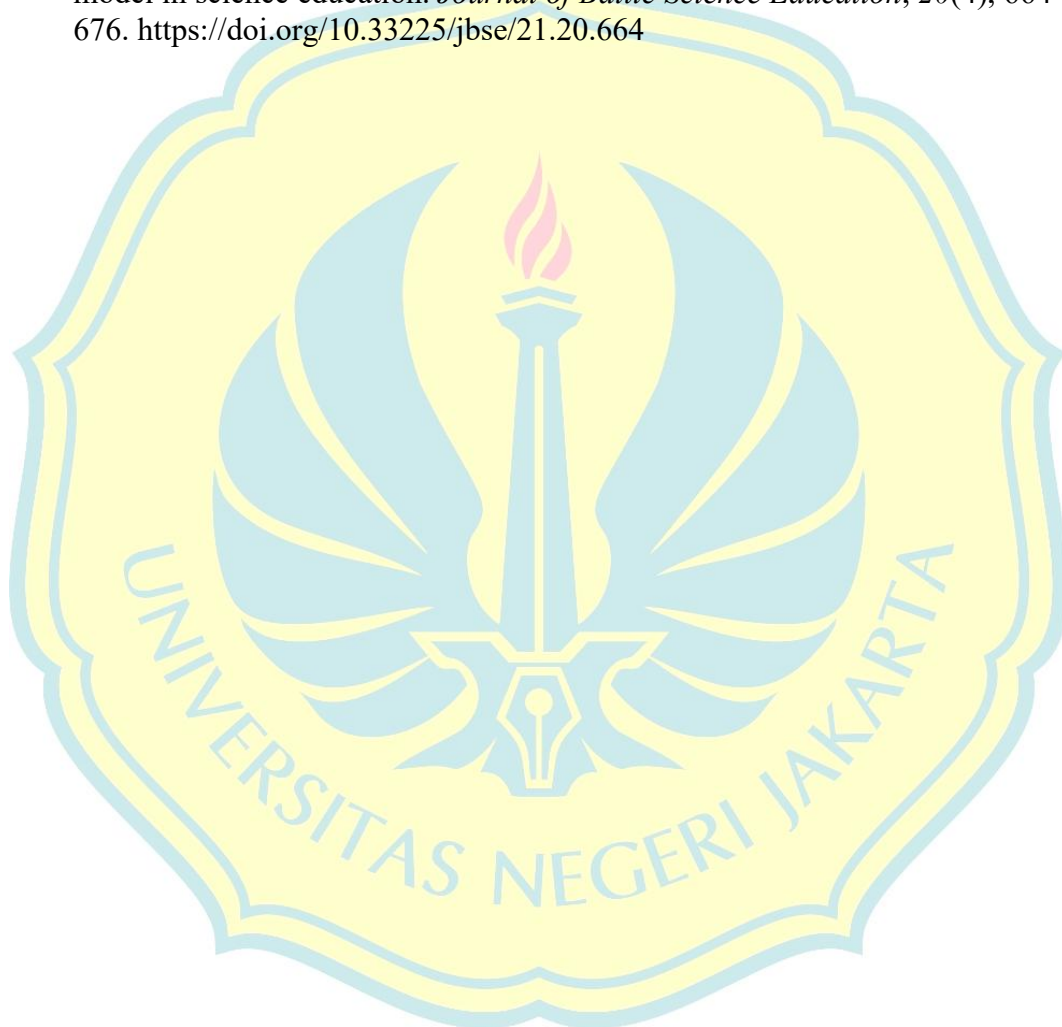 model in science education. Journal of Baltic Science Education, 20(4), 664
676. https://doi.org/10.33225/jbse/21.20.664
UNIVERSITAS NEGERI JAKARTA